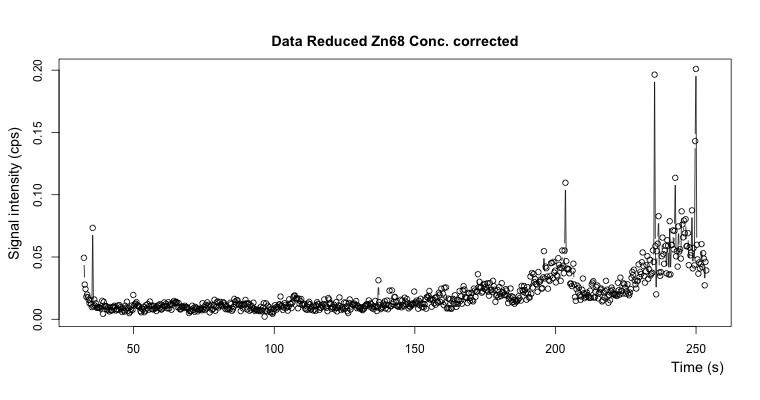 Data Reduced Zn68 Conc. corrected
Signal intensity (cps)
0.20
0.15
0.10
0.05
0.00
50 100 150 200 250
Time (s)